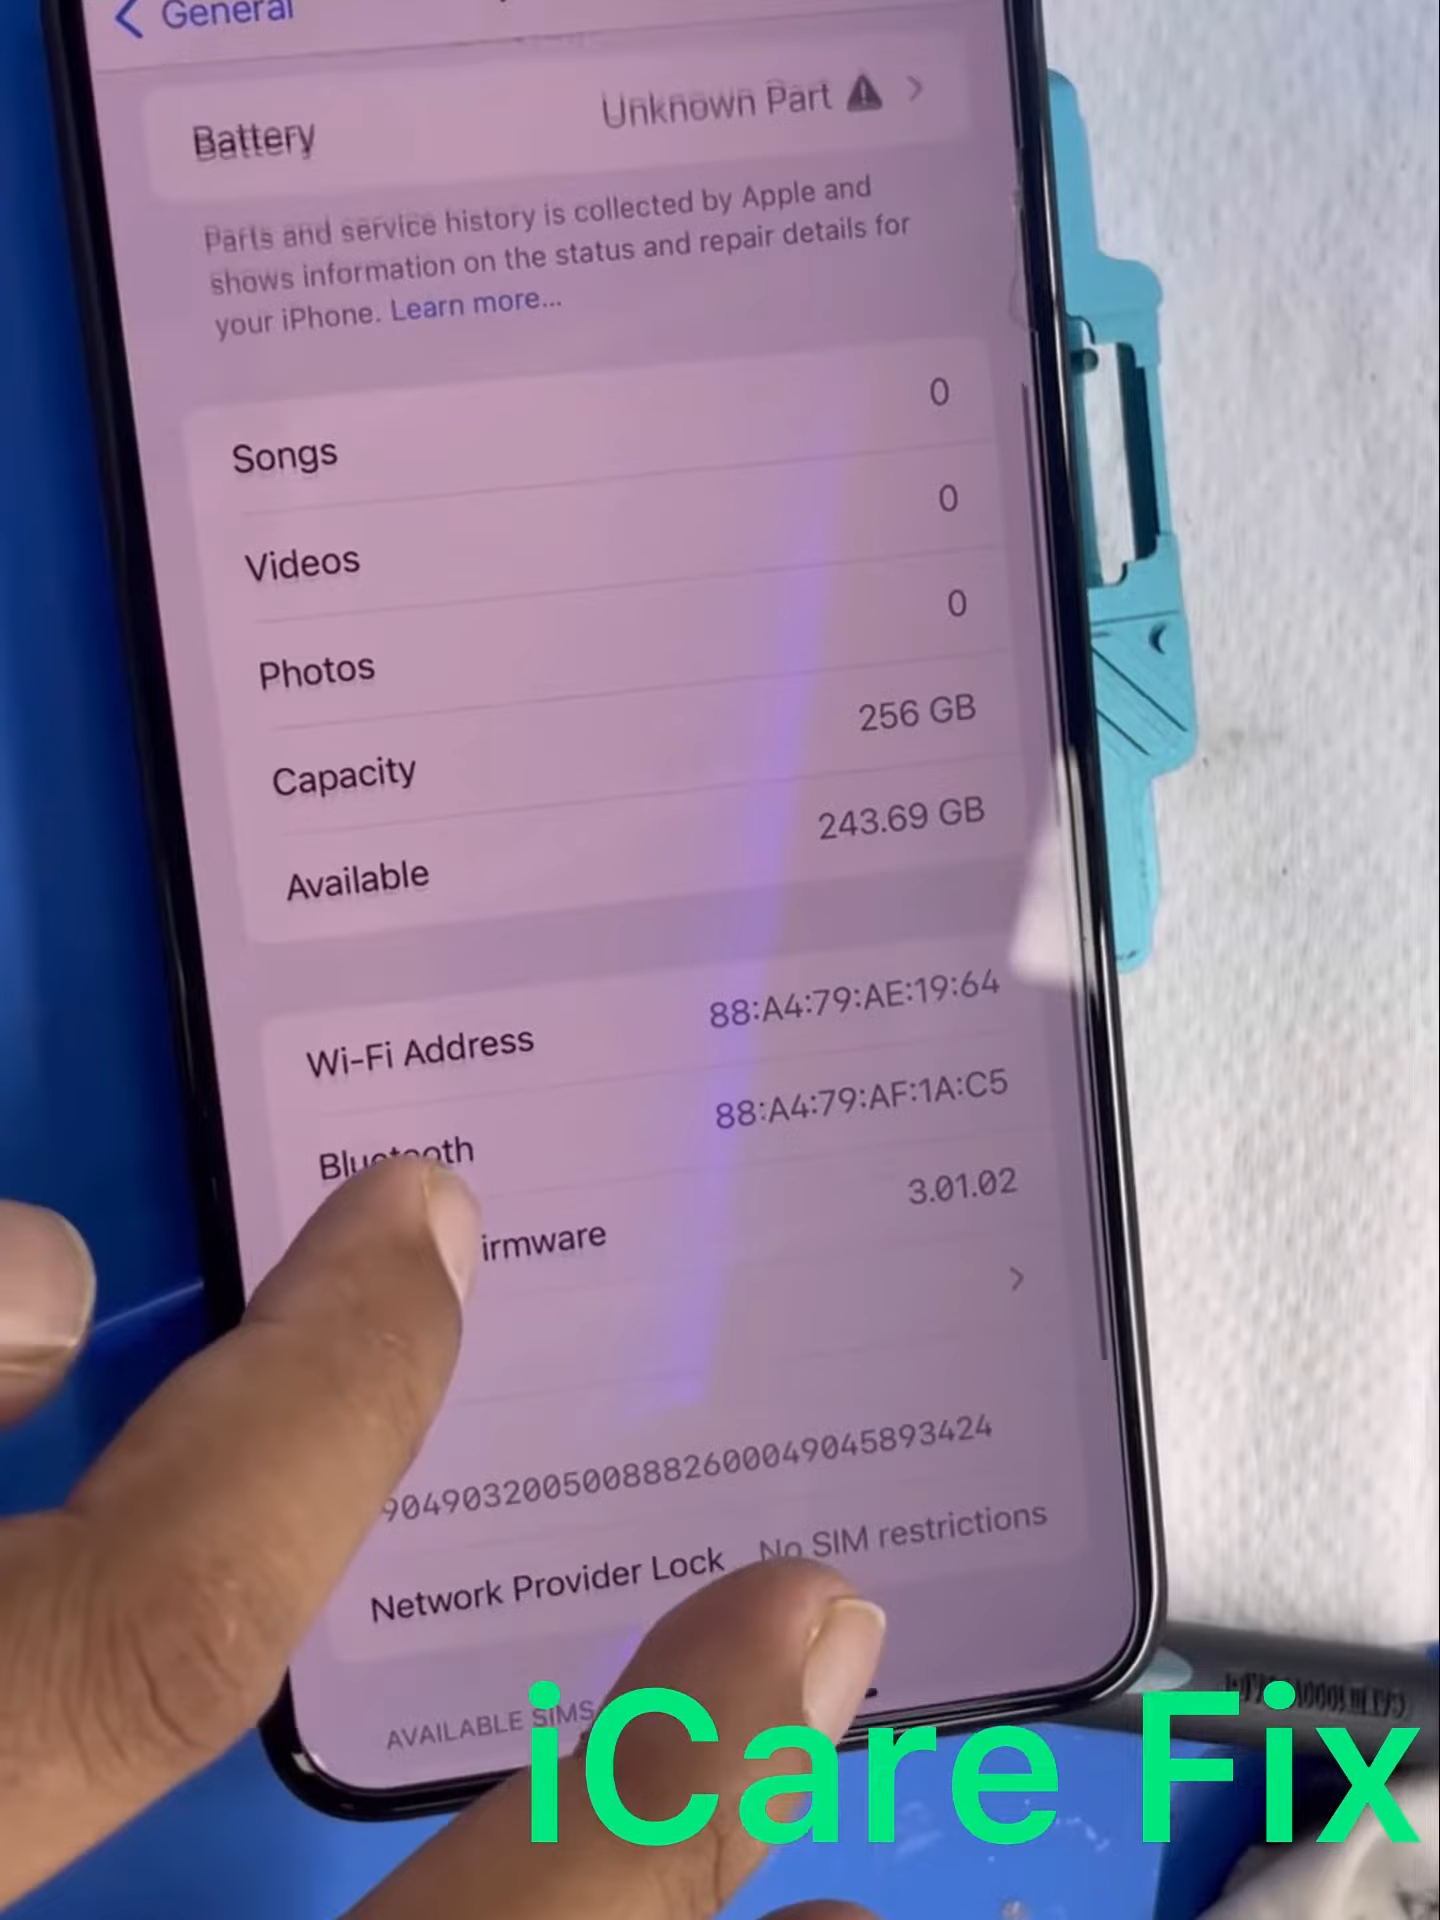 General
Battery Unknown Part
Parts and service history is collected by Apple and
shows information on the status and repair details for
your iPhone. Learn more...
Songs 0
Videos 0
Photos 0
Capacity 256 GB
Available 243.69 GB
Wi-Fi Address 88:A4:79:AE:19:64
Bluetooth 88:A4:79:AF:1A:C5
irmware 3.01.02
9049032005008882600049045893424
Network Provider Lock No SIM restrictions
AVAILABLE SIMS
iCare Fix